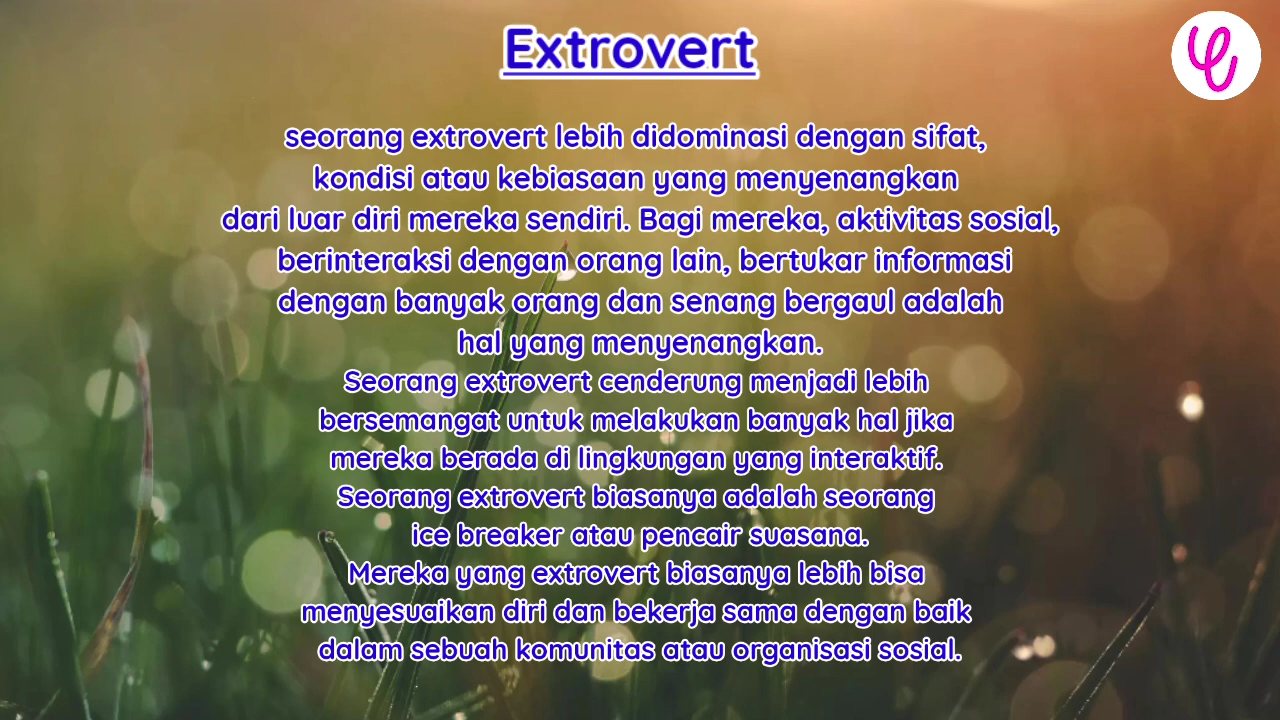 Extrovert
seorang extrovert lebih didominasi dengan sifat,
kondisi atau kebiasaan yang menyenangkan
dari luar diri mereka sendiri. Bagi mereka, aktivitas sosial,
berinteraksi dengan orang lain, bertukar informasi
dengan banyak orang dan senang bergaul adalah
hal yang menyenangkan.
Seorang extrovert cenderung menjadi lebih
bersemangat untuk melakukan banyak hal jika
mereka berada di lingkungan yang interaktif.
Seorang extrovert biasanya adalah seorang
ice breaker atau pencair suasana.
Mereka yang extrovert biasanya lebih bisa
menyesuaikan diri dan bekerja sama dengan baik
dalam sebuah komunitas atau organisasi sosial.